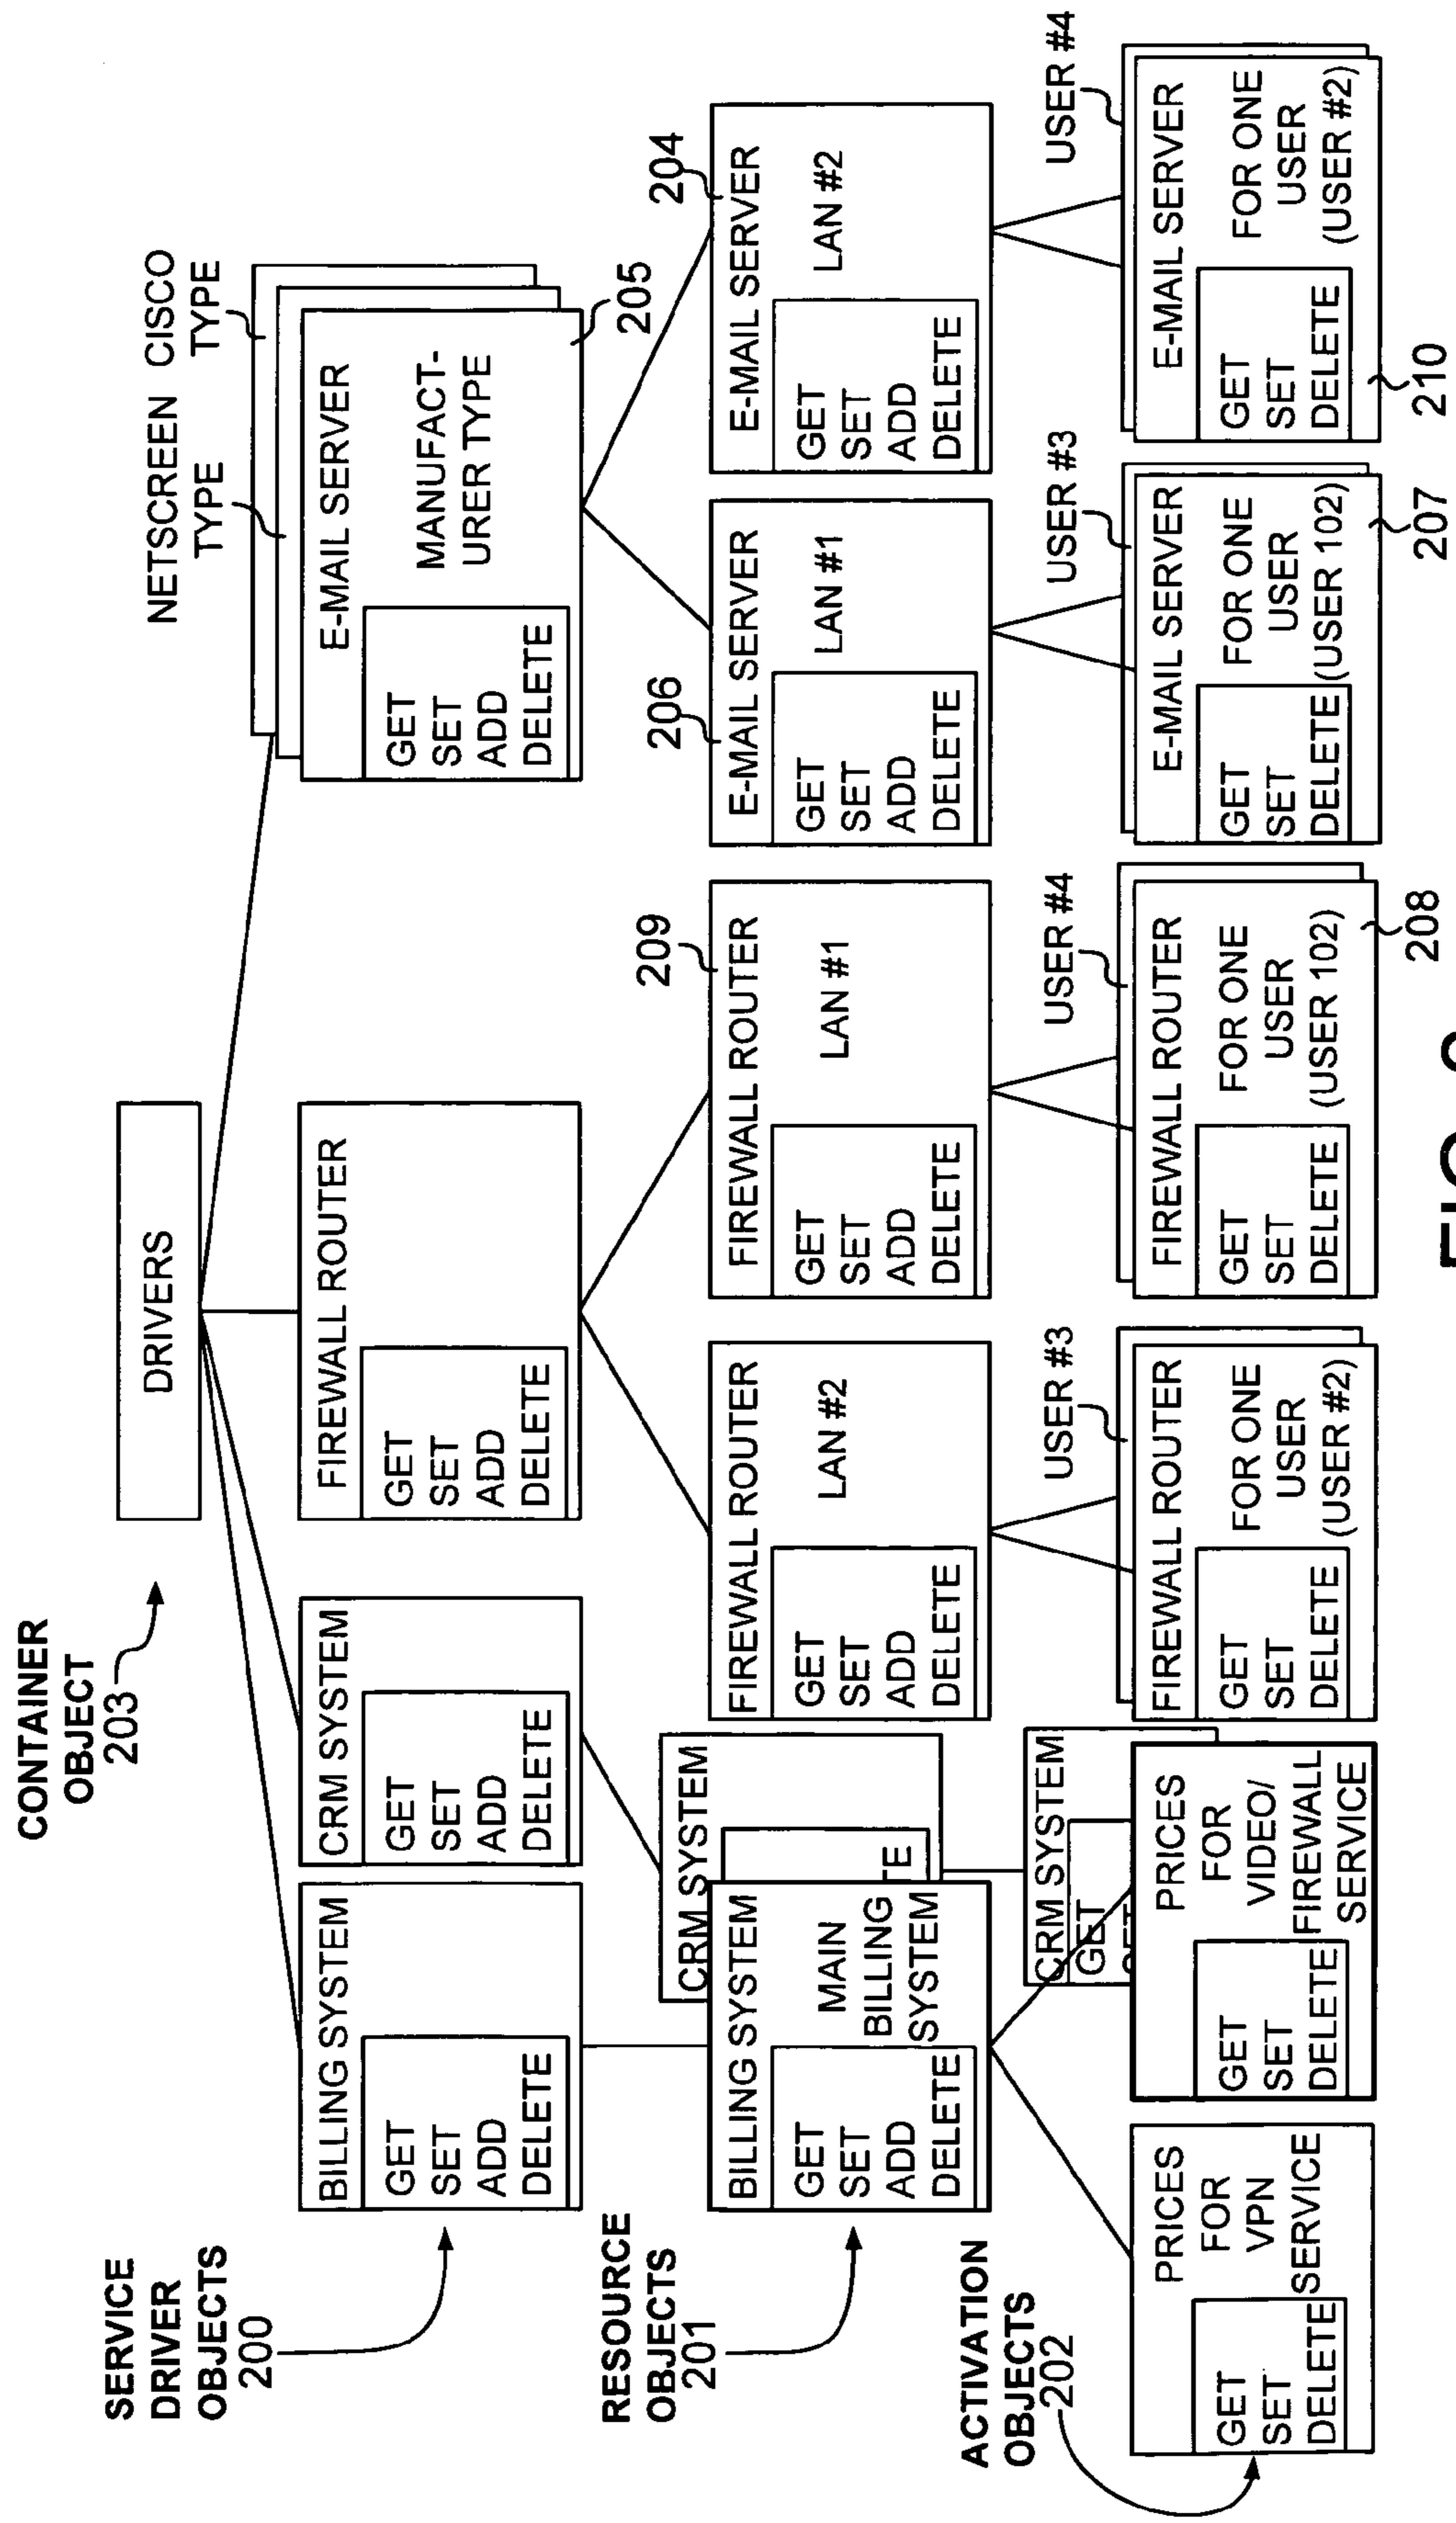 CONTAINER
OBJECT
203
DRIVERS
SERVICE
DRIVER
OBJECTS
200
BILLING SYSTEM
GET
SET
ADD
DELETE
CRM SYSTEM
GET
SET
ADD
DELETE
FIREWALL ROUTER
GET
SET
ADD
DELETE
NETSCREEN
TYPE
CISCO
TYPE
E-MAIL SERVER
MANUFACT-
URER TYPE
GET
SET
ADD
DELETE
205
RESOURCE
OBJECTS
201
BILLING SYSTEM
MAIN
BILLING
SYSTEM
GET
SET
ADD
DELETE
CRM SYSTEM
TE
FIREWALL ROUTER
LAN #2
GET
SET
ADD
DELETE
209
FIREWALL ROUTER
LAN #1
GET
SET
ADD
DELETE
206
E-MAIL SERVER
LAN #1
GET
SET
ADD
DELETE
204
E-MAIL SERVER
LAN #2
GET
SET
ADD
DELETE
ACTIVATION
OBJECTS
202
PRICES
FOR
VPN
SERVICE
GET
SET
DELETE
CRM SYSTEM
GET
PRICES
FOR
VIDEO/
FIREWALL
SERVICE
GET
SET
DELETE
USER #3
FIREWALL ROUTER
FOR ONE
USER
(USER #2)
GET
SET
DELETE
USER #4
FIREWALL ROUTER
FOR ONE
USER
(USER 102)
GET
SET
DELETE
208
USER #3
E-MAIL SERVER
FOR ONE
USER
(USER 102)
GET
SET
DELETE
207
USER #4
E-MAIL SERVER
FOR ONE
USER
(USER #2)
GET
SET
DELETE
210